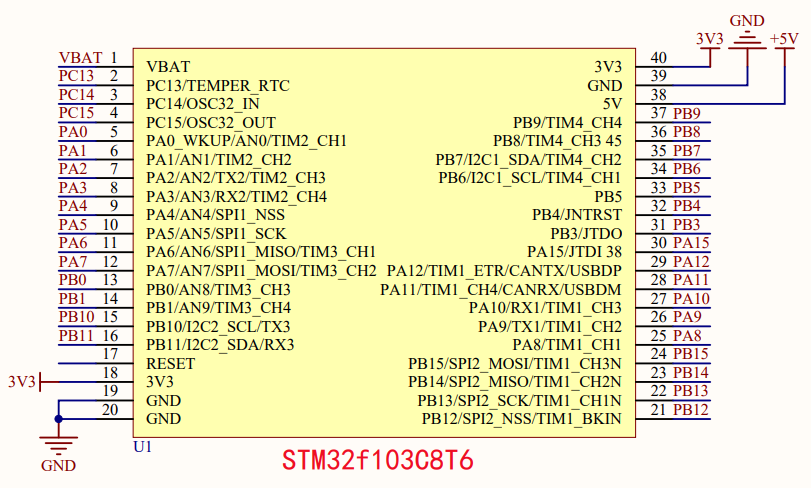 GND
3V3 +5V
VBAT 1 VBAT 3V3 40
PC13 2 PC13/TEMPER_RTC GND 39
PC14 3 PC14/OSC32_IN 5V 38
PC15 4 PC15/OSC32_OUT PB9/TIM4_CH4 37 PB9
PA0 5 PA0_WKUP/AN0/TIM2_CH1 PB8/TIM4_CH3 45 36 PB8
PA1 6 PA1/AN1/TIM2_CH2 PB7/I2C1_SDA/TIM4_CH2 35 PB7
PA2 7 PA2/AN2/TX2/TIM2_CH3 PB6/I2C1_SCL/TIM4_CH1 34 PB6
PA3 8 PA3/AN3/RX2/TIM2_CH4 PB5 33 PB5
PA4 9 PA4/AN4/SPI1_NSS PB4/JNTRST 32 PB4
PA5 10 PA5/AN5/SPI1_SCK PB3/JTDO 31 PB3
PA6 11 PA6/AN6/SPI1_MISO/TIM3_CH1 PA15/JTDI 38 30 PA15
PA7 12 PA7/AN7/SPI1_MOSI/TIM3_CH2 PA12/TIM1_ETR/CANTX/USBDP 29 PA12
PB0 13 PB0/AN8/TIM3_CH3 PA11/TIM1_CH4/CANRX/USBDM 28 PA11
PB1 14 PB1/AN9/TIM3_CH4 PA10/RX1/TIM1_CH3 27 PA10
PB10 15 PB10/I2C2_SCL/TX3 PA9/TX1/TIM1_CH2 26 PA9
PB11 16 PB11/I2C2_SDA/RX3 PA8/TIM1_CH1 25 PA8
17 RESET PB15/SPI2_MOSI/TIM1_CH3N 24 PB15
3V3 18 3V3 PB14/SPI2_MISO/TIM1_CH2N 23 PB14
19 GND PB13/SPI2_SCK/TIM1_CH1N 22 PB13
20 GND PB12/SPI2_NSS/TIM1_BKIN 21 PB12
GND U1 STM32f103C8T6